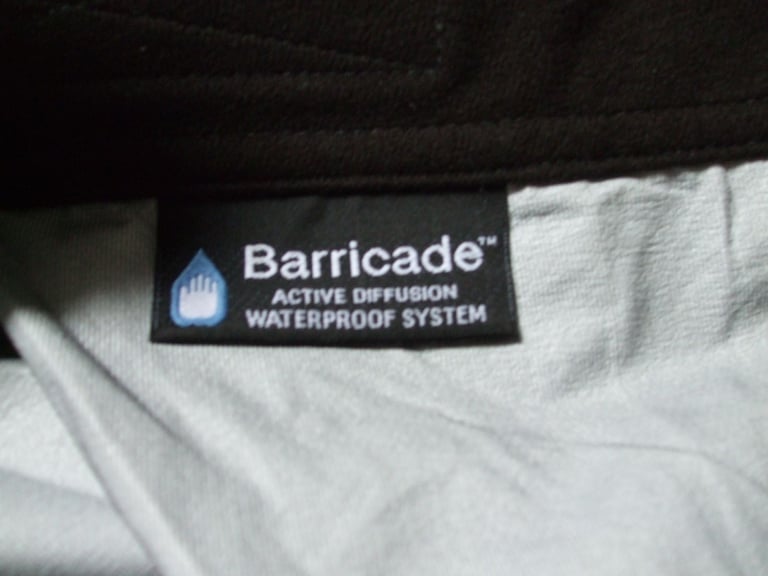 Barricade™
ACTIVE DIFFUSION
WATERPROOF SYSTEM